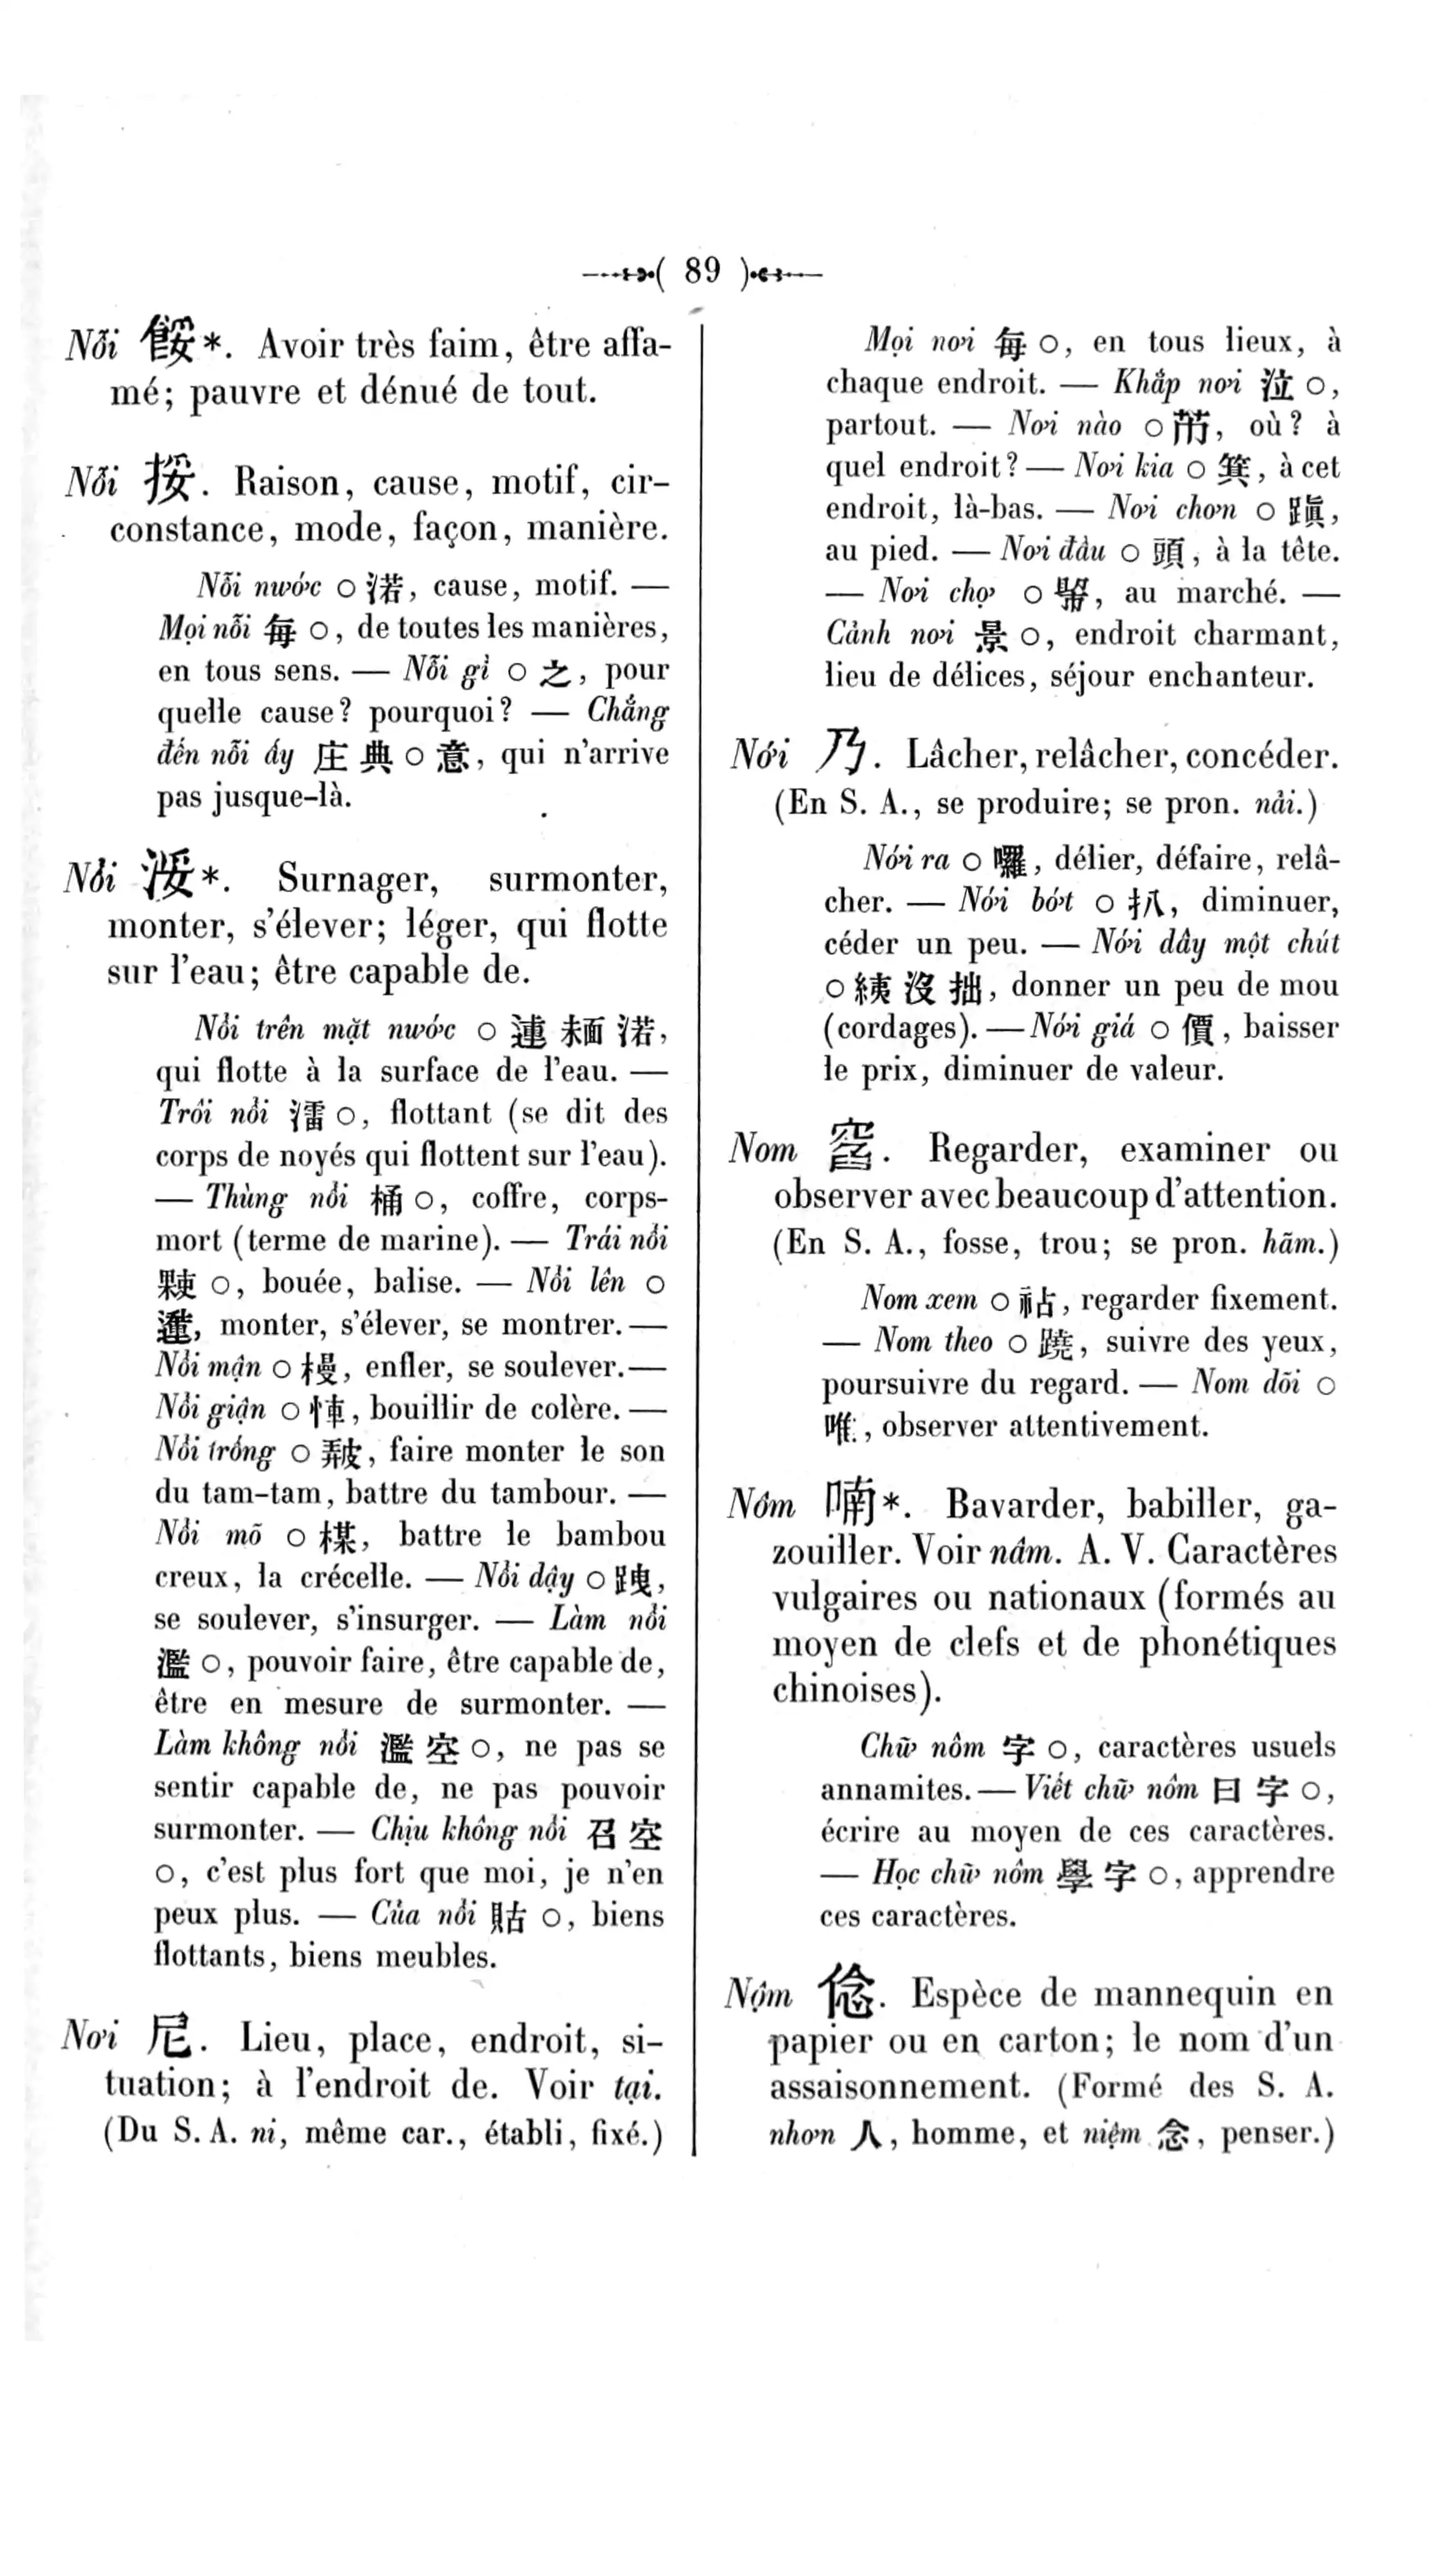 ( 89 )
Nỗi 餒*. Avoir très faim, être affa-
mé; pauvre et dénué de tout.
Nỗi 挼. Raison, cause, motif, cir-
constance, mode, façon, manière.
Nỗi nước ○ 渃, cause, motif. —
Mọi nỗi 每 ○, de toutes les manières,
en tous sens. — Nỗi gì ○ 之, pour
quelle cause? pourquoi? — Chẳng
đến nỗi ấy 庄 典 ○ 意, qui n'arrive
pas jusque-là.
Nổi 浽*. Surnager, surmonter,
monter, s'élever; léger, qui flotte
sur l'eau; être capable de.
Nổi trên mặt nước ○ 蓮 𩈘 渃,
qui flotte à la surface de l'eau. —
Trôi nổi ○, flottant (se dit des
corps de noyés qui flottent sur l'eau).
— Thùng nổi 桶 ○, coffre, corps-
mort (terme de marine). — Trái nổi
○, bouée, balise. — Nổi lên ○
, monter, s'élever, se montrer. —
Nổi mận ○ 槾, enfler, se soulever. —
Nổi giận ○, bouillir de colère. —
Nổi trống ○, faire monter le son
du tam-tam, battre du tambour. —
Nổi mõ ○ 楳, battre le bambou
creux, la crécelle. — Nổi dậy ○,
se soulever, s'insurger. — Làm nổi
濫 ○, pouvoir faire, être capable de,
être en mesure de surmonter. —
Làm không nổi 濫 空 ○, ne pas se
sentir capable de, ne pas pouvoir
surmonter. — Chịu không nổi 召 空
○, c'est plus fort que moi, je n'en
peux plus. — Của nổi 貼 ○, biens
flottants, biens meubles.
Nơi 尼. Lieu, place, endroit, si-
tuation; à l'endroit de. Voir tại.
(Du S. A. ni, même car., établi, fixé.)
Mọi nơi 每 ○, en tous lieux, à
chaque endroit. — Khắp nơi 泣 ○,
partout. — Nơi nào ○, où? à
quel endroit? — Nơi kia ○ 箕, à cet
endroit, là-bas. — Nơi chơn ○ 蹎,
au pied. — Nơi đầu ○ 頭, à la tête.
— Nơi chợ ○, au marché. —
Cảnh nơi 景 ○, endroit charmant,
lieu de délices, séjour enchanteur.
Nới 乃. Lâcher, relâcher, concéder.
(En S. A., se produire; se pron. nải.)
Nới ra ○ 囉, délier, défaire, relâ-
cher. — Nới bớt ○ 扒, diminuer,
céder un peu. — Nới dây một chút
○ 𦀊 沒 拙, donner un peu de mou
(cordages). — Nới giá ○ 價, baisser
le prix, diminuer de valeur.
Nom 窞. Regarder, examiner ou
observer avec beaucoup d'attention.
(En S. A., fosse, trou; se pron. hãm.)
Nom xem ○ 祜, regarder fixement.
— Nom theo ○ 蹺, suivre des yeux,
poursuivre du regard. — Nom dõi ○
唯, observer attentivement.
Nôm 喃*. Bavarder, babiller, ga-
zouiller. Voir nâm. A. V. Caractères
vulgaires ou nationaux (formés au
moyen de clefs et de phonétiques
chinoises).
Chữ nôm 字 ○, caractères usuels
annamites. — Viết chữ nôm 曰 字 ○,
écrire au moyen de ces caractères.
— Học chữ nôm 學 字 ○, apprendre
ces caractères.
Nộm 惗. Espèce de mannequin en
papier ou en carton; le nom d'un
assaisonnement. (Formé des S. A.
nhơn 人, homme, et niệm 念, penser.)